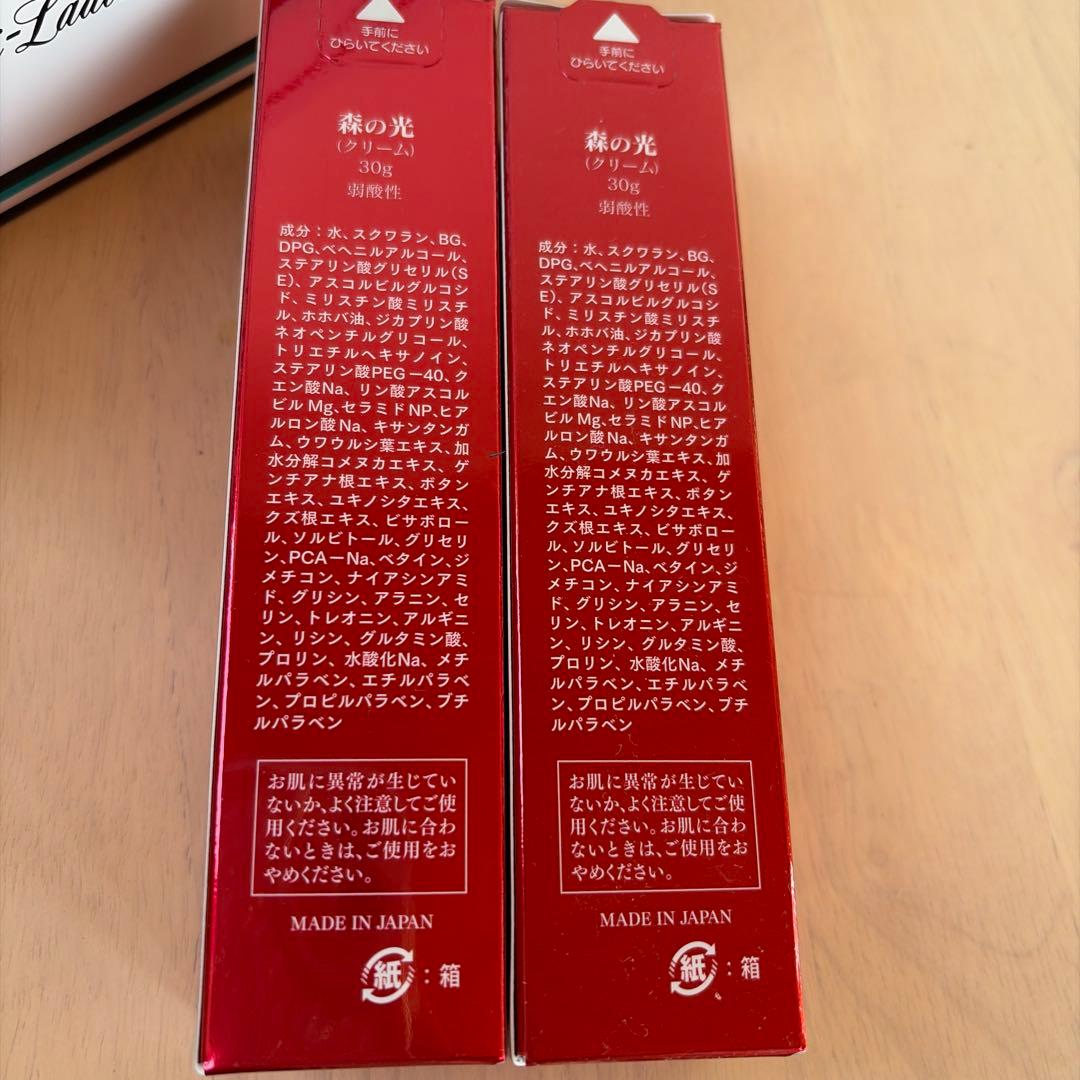 手前に
ひらいてください
森の光
(クリーム)
30g
弱酸性
成分：水、スクワラン、BG、
DPG、ベヘニルアルコール、
ステアリン酸グリセリル(S
E)、アスコルビルグルコシ
ド、ミリスチン酸ミリスチ
ル、ホホバ油、ジカプリン酸
ネオペンチルグリコール、
トリエチルヘキサノイン、
ステアリン酸PEG－40、ク
エン酸Na、リン酸アスコル
ビルMg、セラミドNP、ヒア
ルロン酸Na、キサンタンガ
ム、ウワウルシ葉エキス、加
水分解コメヌカエキス、ゲ
ンチアナ根エキス、ボタン
エキス、ユキノシタエキス、
クズ根エキス、ビサボロー
ル、ソルビトール、グリセリ
ン、PCA－Na、ベタイン、ジ
メチコン、ナイアシンアミ
ド、グリシン、アラニン、セ
リン、トレオニン、アルギニ
ン、リシン、グルタミン酸、
プロリン、水酸化Na、メチ
ルパラベン、エチルパラベ
ン、プロピルパラベン、ブチ
ルパラベン
お肌に異常が生じてい
ないか、よく注意してご使
用ください。お肌に合わ
ないときは、ご使用をお
やめください。
MADE IN JAPAN
紙：箱
手前に
ひらいてください
森の光
(クリーム)
30g
弱酸性
成分：水、スクワラン、BG、
DPG、ベヘニルアルコール、
ステアリン酸グリセリル(S
E)、アスコルビルグルコシ
ド、ミリスチン酸ミリスチ
ル、ホホバ油、ジカプリン酸
ネオペンチルグリコール、
トリエチルヘキサノイン、
ステアリン酸PEG－40、ク
エン酸Na、リン酸アスコル
ビルMg、セラミドNP、ヒア
ルロン酸Na、キサンタンガ
ム、ウワウルシ葉エキス、加
水分解コメヌカエキス、ゲ
ンチアナ根エキス、ボタン
エキス、ユキノシタエキス、
クズ根エキス、ビサボロー
ル、ソルビトール、グリセリ
ン、PCA－Na、ベタイン、ジ
メチコン、ナイアシンアミ
ド、グリシン、アラニン、セ
リン、トレオニン、アルギニ
ン、リシン、グルタミン酸、
プロリン、水酸化Na、メチ
ルパラベン、エチルパラベ
ン、プロピルパラベン、ブチ
ルパラベン
お肌に異常が生じてい
ないか、よく注意してご使
用ください。お肌に合わ
ないときは、ご使用をお
やめください。
MADE IN JAPAN
紙：箱